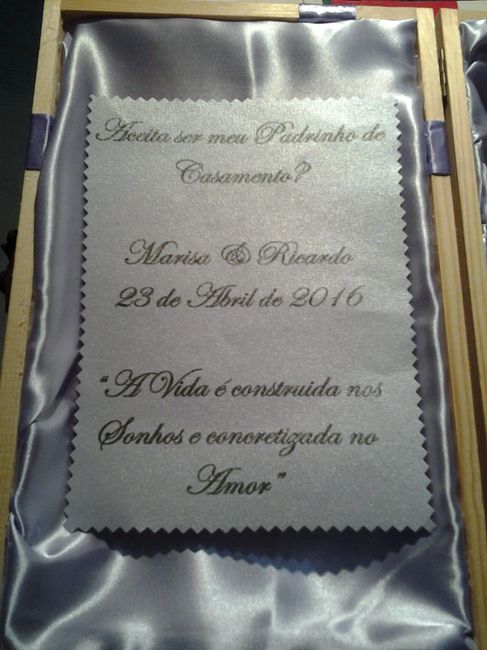 Aceita ser meu Padrinho de
Casamento?
Marisa & Ricardo
23 de Abril de 2016
"A Vida é construida nos
Sonhos e concretizada no
Amor"